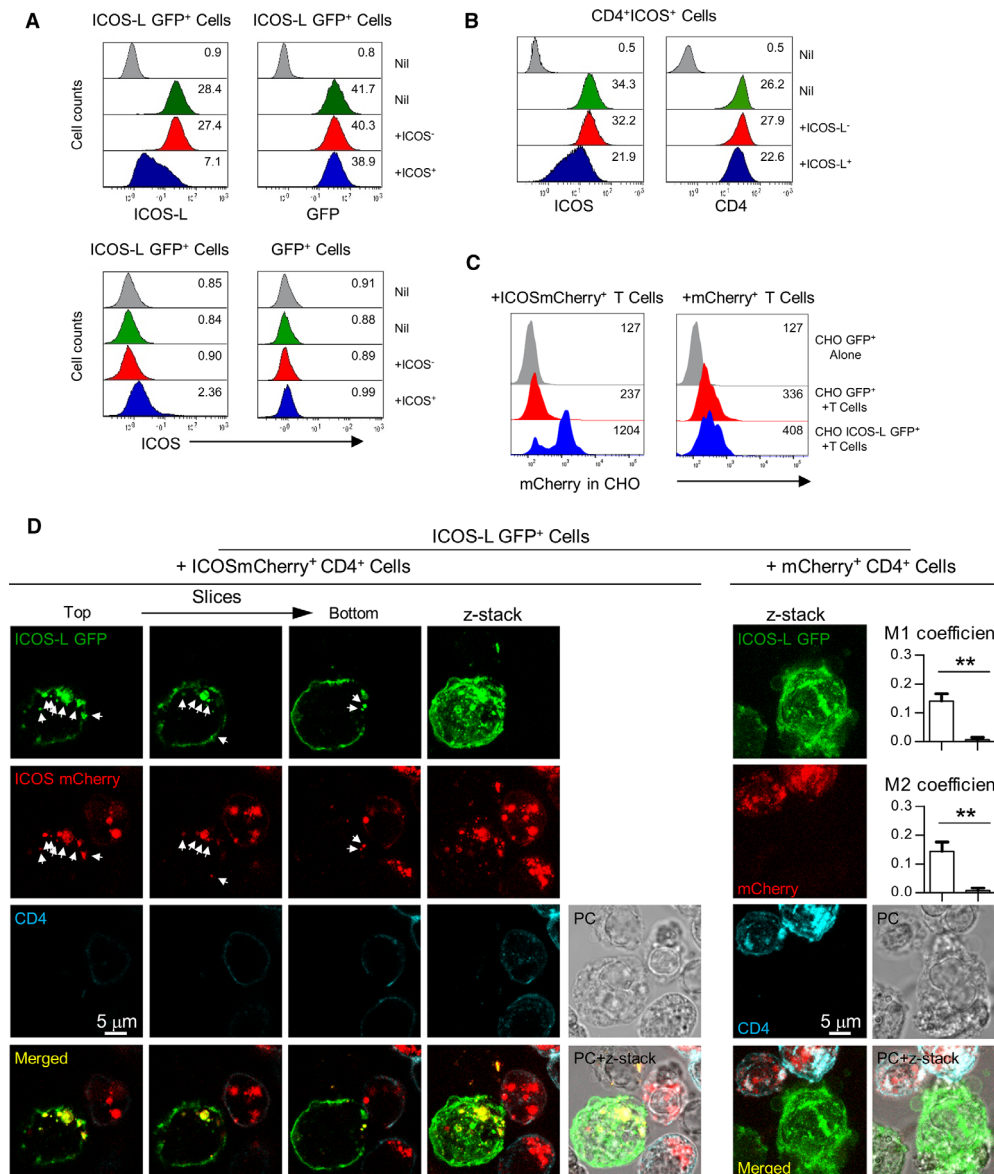 A
ICOS-L GFP⁺ Cells
ICOS-L GFP⁺ Cells
Cell counts
0.9
0.8
Nil
28.4
41.7
Nil
27.4
40.3
+ICOS⁻
7.1
38.9
+ICOS⁺
ICOS-L
GFP
ICOS-L GFP⁺ Cells
GFP⁺ Cells
Cell counts
0.85
0.91
Nil
0.84
0.88
Nil
0.90
0.89
+ICOS⁻
2.36
0.99
+ICOS⁺
ICOS
B
CD4⁺ICOS⁺ Cells
0.5
0.5
Nil
34.3
26.2
Nil
32.2
27.9
+ICOS-L⁻
21.9
22.6
+ICOS-L⁺
ICOS
CD4
C
+ICOSmCherry⁺ T Cells
+mCherry⁺ T Cells
127
127
CHO GFP⁺
Alone
237
336
CHO GFP⁺
+T Cells
1204
408
CHO ICOS-L GFP⁺
+T Cells
10² 10³ 10⁴ 10⁵
10² 10³ 10⁴ 10⁵
mCherry in CHO
D
ICOS-L GFP⁺ Cells
+ ICOSmCherry⁺ CD4⁺ Cells
+ mCherry⁺ CD4⁺ Cells
Top
Slices
Bottom
z-stack
z-stack
ICOS-L GFP
ICOS-L GFP
M1 coefficien
0.3
0.2
0.1
0.0
**
ICOS mCherry
mCherry
M2 coefficien
0.3
0.2
0.1
0.0
**
CD4
5 μm
PC
CD4
5 μm
PC
Merged
PC+z-stack
Merged
PC+z-stack